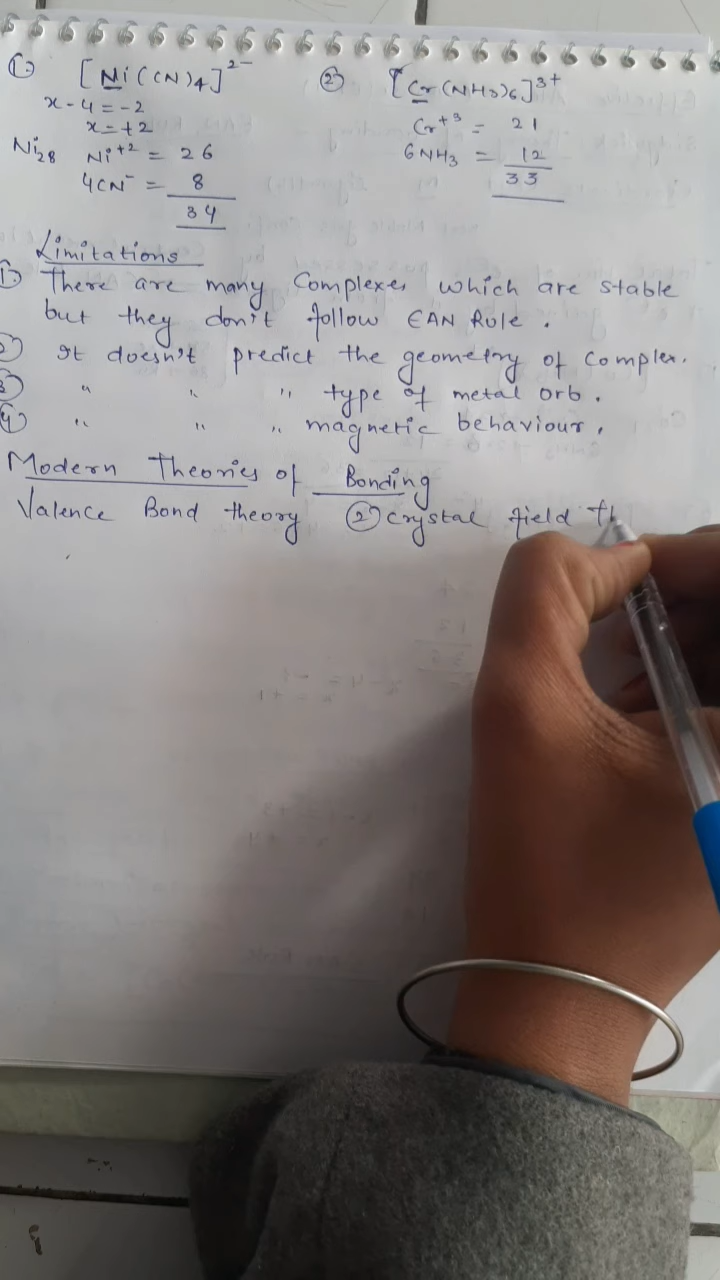 ① [Ni(CN)4]²⁻ ② [Cr(NH3)6]³⁺
x-4=-2
x=+2
Cr⁺³ = 21
Ni28 Ni⁺² = 26
6NH3 = 12
4CN⁻ = 8
33
34
Limitations
① There are many Complexes which are stable
but they don't follow EAN Rule.
② It doesn't predict the geometry of Complex.
③ " " " type of metal orb.
④ " " " magnetic behaviour.
Modern Theories of Bonding
Valence Bond theory ② Crystal field th